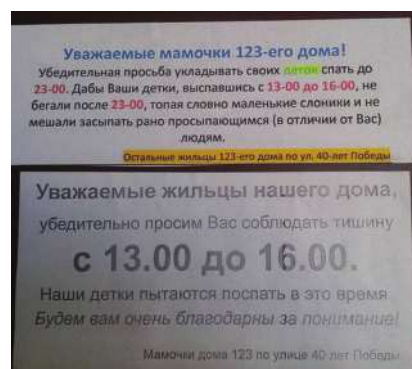 Уважаемые мамочки 123-его дома!
Убедительная просьба укладывать своих деток спать до
23-00. Дабы Ваши детки, выспавшись с 13-00 до 16-00, не
бегали после 23-00, топая словно маленькие слоники и не
мешали засыпать рано просыпающимся (в отличии от Вас)
людям.
Остальные жильцы 123-его дома по ул. 40-лет Победы
Уважаемые жильцы нашего дома,
убедительно просим Вас соблюдать тишину
с 13.00 до 16.00.
Наши детки пытаются поспать в это время
Будем вам очень благодарны за понимание!
Мамочки дома 123 по улице 40 лет Победы